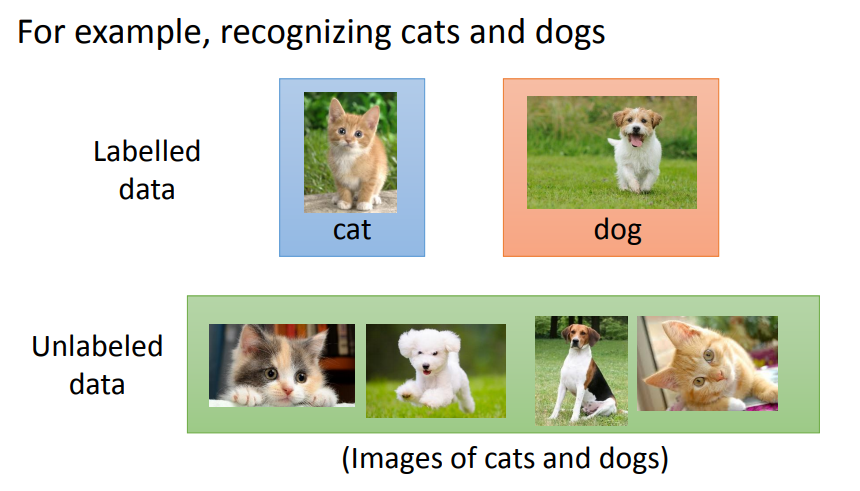 For example, recognizing cats and dogs
Labelled
data
cat
dog
Unlabeled
data
(Images of cats and dogs)